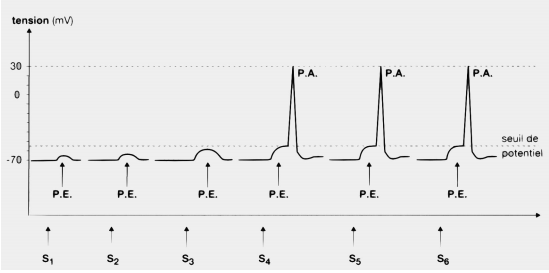 tension (mV)
30
P.A.
P.A.
P.A.
0
seuil de
potentiel
-70
P.E.
P.E.
P.E.
P.E.
P.E.
P.E.
S1
S2
S3
S4
S5
S6